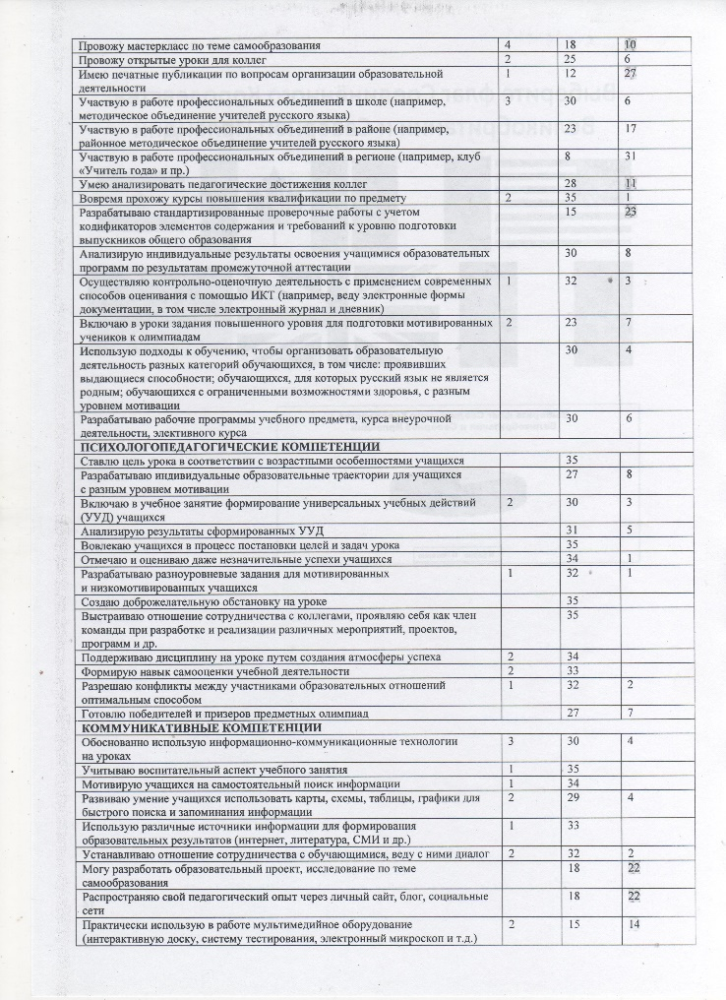 Провожу мастеркласс по теме самообразования 4 18 10
Провожу открытые уроки для коллег 2 25 6
Имею печатные публикации по вопросам организации образовательной 1 12 27
деятельности
Участвую в работе профессиональных объединений в школе (например, 3 30 6
методическое объединение учителей русского языка)
Участвую в работе профессиональных объединений в районе (например, 23 17
районное методическое объединение учителей русского языка)
Участвую в работе профессиональных объединений в регионе (например, клуб 8 31
«Учитель года» и пр.)
Умею анализировать педагогические достижения коллег 28 11
Вовремя прохожу курсы повышения квалификации по предмету 2 35 1
Разрабатываю стандартизированные проверочные работы с учетом 15 23
кодификаторов элементов содержания и требований к уровню подготовки
выпускников общего образования
Анализирую индивидуальные результаты освоения учащимися образовательных 30 8
программ по результатам промежуточной аттестации
Осуществляю контрольно-оценочную деятельность с применением современных 1 32 3
способов оценивания с помощью ИКТ (например, веду электронные формы
документации, в том числе электронный журнал и дневник)
Включаю в уроки задания повышенного уровня для подготовки мотивированных 2 23 7
учеников к олимпиадам
Использую подходы к обучению, чтобы организовать образовательную 30 4
деятельность разных категорий обучающихся, в том числе: проявивших
выдающиеся способности; обучающихся, для которых русский язык не является
родным; обучающихся с ограниченными возможностями здоровья, с разным
уровнем мотивации
Разрабатываю рабочие программы учебного предмета, курса внеурочной 30 6
деятельности, элективного курса
ПСИХОЛОГОПЕДАГОГИЧЕСКИЕ КОМПЕТЕНЦИИ
Ставлю цель урока в соответствии с возрастными особенностями учащихся 35
Разрабатываю индивидуальные образовательные траектории для учащихся 27 8
с разным уровнем мотивации
Включаю в учебное занятие формирование универсальных учебных действий 2 30 3
(УУД) учащихся
Анализирую результаты сформированных УУД 31 5
Вовлекаю учащихся в процесс постановки целей и задач урока 35
Отмечаю и оцениваю даже незначительные успехи учащихся 34 1
Разрабатываю разноуровневые задания для мотивированных 1 32 1
и низкомотивированных учащихся
Создаю доброжелательную обстановку на уроке 35
Выстраиваю отношение сотрудничества с коллегами, проявляю себя как член 35
команды при разработке и реализации различных мероприятий, проектов,
программ и др.
Поддерживаю дисциплину на уроке путем создания атмосферы успеха 2 34
Формирую навык самооценки учебной деятельности 2 33
Разрешаю конфликты между участниками образовательных отношений 1 32 2
оптимальным способом
Готовлю победителей и призеров предметных олимпиад 27 7
КОММУНИКАТИВНЫЕ КОМПЕТЕНЦИИ
Обоснованно использую информационно-коммуникационные технологии 3 30 4
на уроках
Учитываю воспитательный аспект учебного занятия 1 35
Мотивирую учащихся на самостоятельный поиск информации 1 34
Развиваю умение учащихся использовать карты, схемы, таблицы, графики для 2 29 4
быстрого поиска и запоминания информации
Использую различные источники информации для формирования 1 33
образовательных результатов (интернет, литература, СМИ и др.)
Устанавливаю отношение сотрудничества с обучающимися, веду с ними диалог 2 32 2
Могу разработать образовательный проект, исследование по теме 18 22
самообразования
Распространяю свой педагогический опыт через личный сайт, блог, социальные 18 22
сети
Практически использую в работе мультимедийное оборудование 2 15 14
(интерактивную доску, систему тестирования, электронный микроскоп и т.д.)